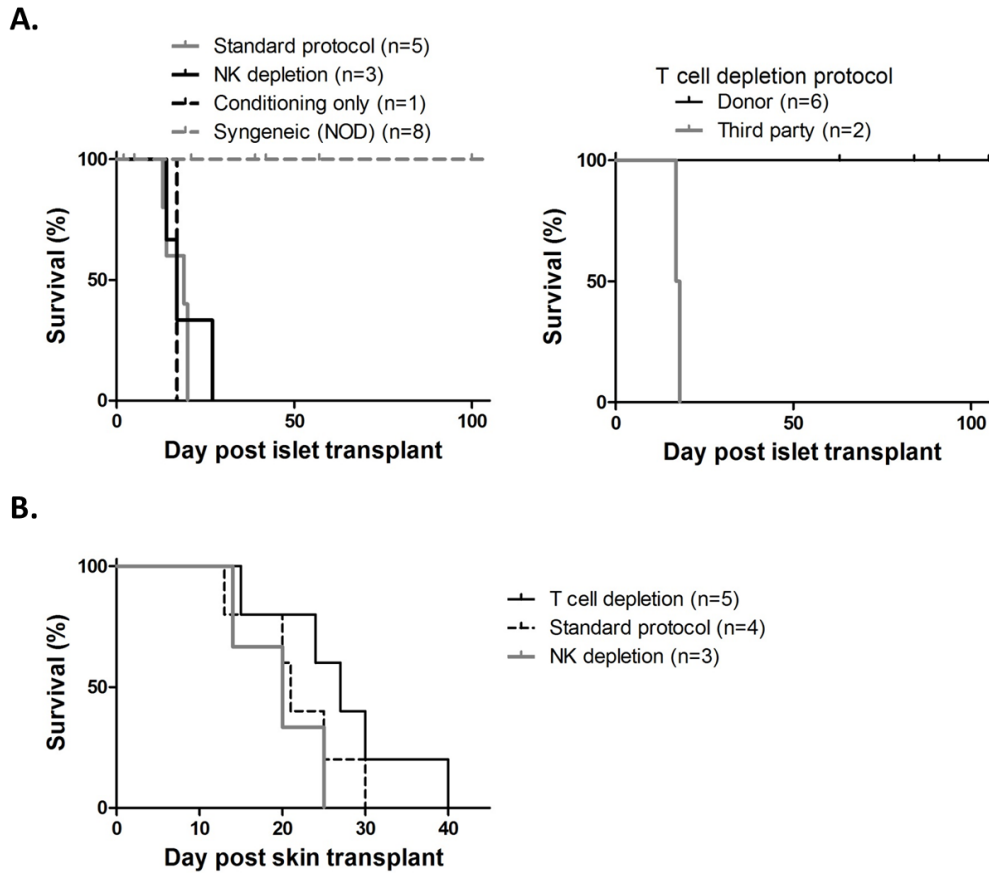 A.
Standard protocol (n=5)
NK depletion (n=3)
Conditioning only (n=1)
Syngeneic (NOD) (n=8)
100
50
0
Survival (%)
0 50 100
Day post islet transplant
T cell depletion protocol
Donor (n=6)
Third party (n=2)
100
50
0
Survival (%)
0 50 100
Day post islet transplant
B.
100
50
0
Survival (%)
0 10 20 30 40
Day post skin transplant
T cell depletion (n=5)
Standard protocol (n=4)
NK depletion (n=3)